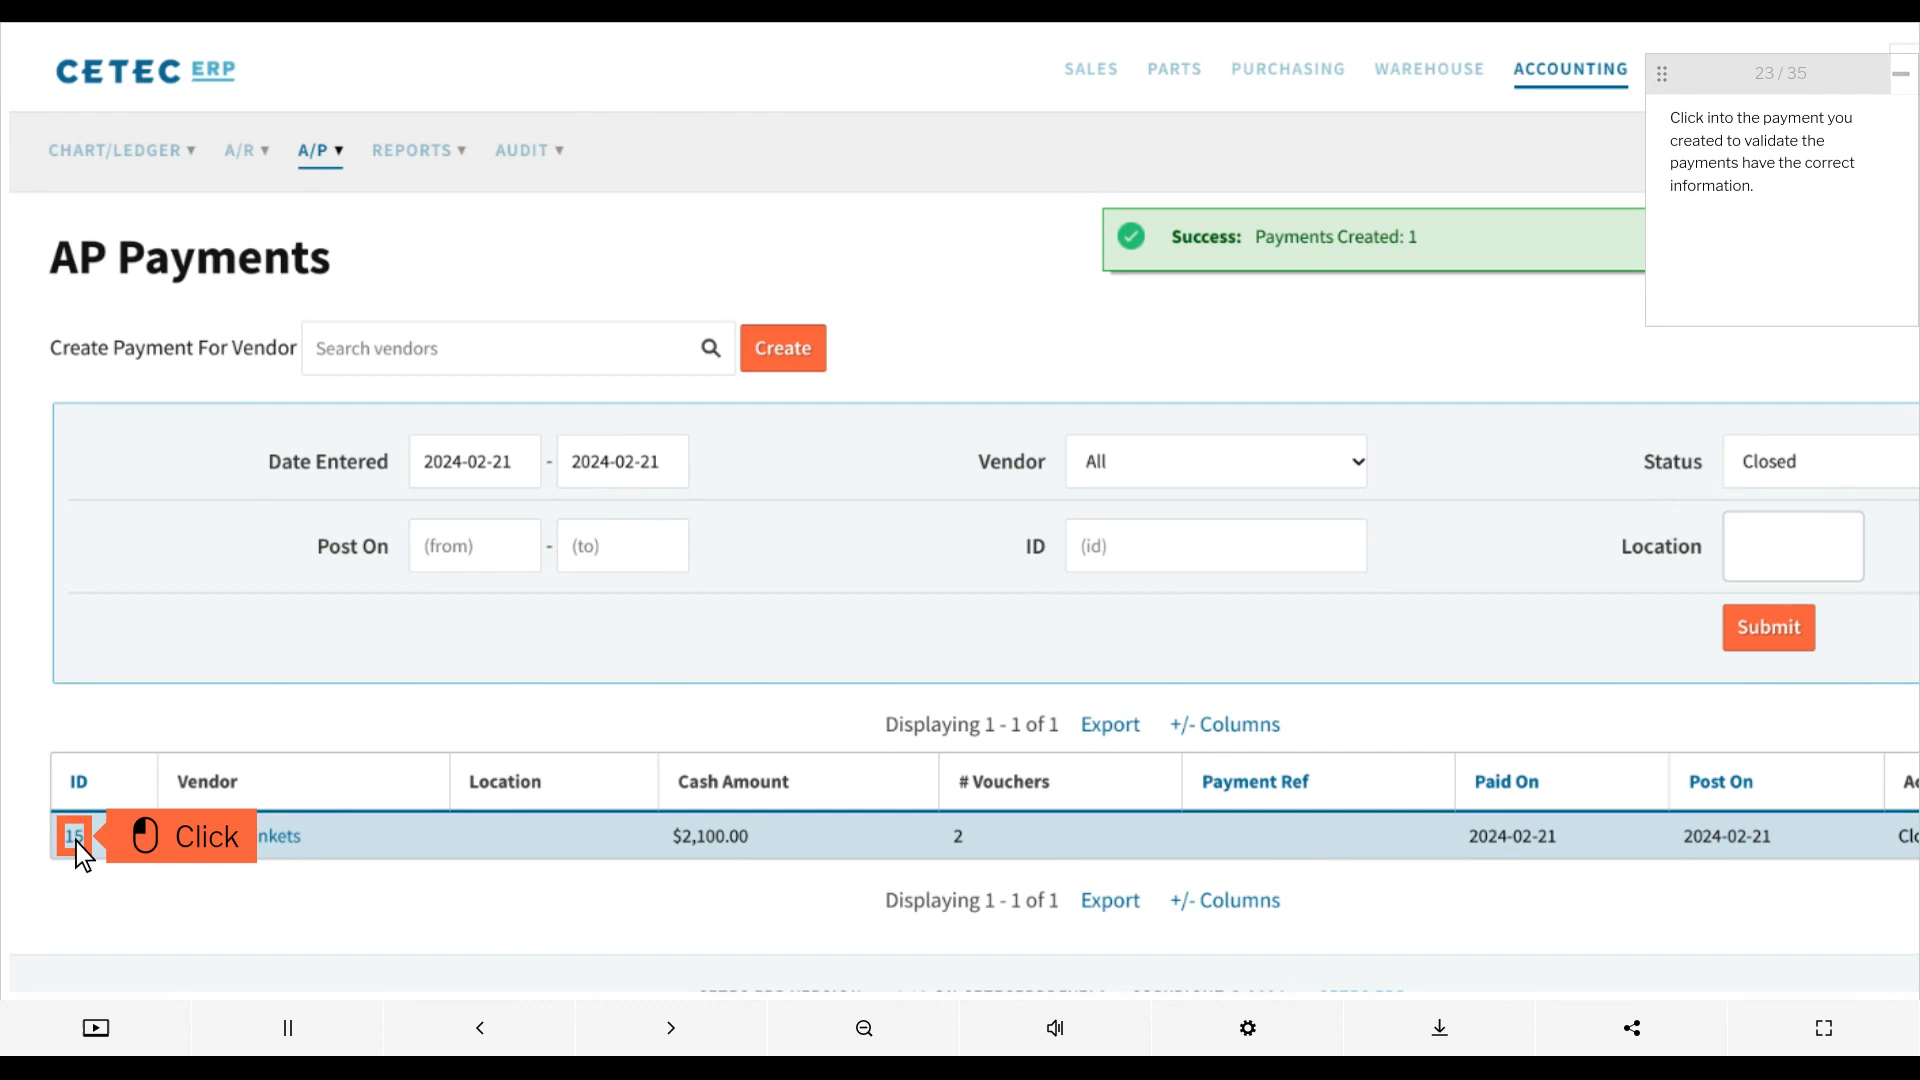 CETEC ERP
SALES PARTS PURCHASING WAREHOUSE ACCOUNTING
23 / 35
Click into the payment you
created to validate the
payments have the correct
information.
CHART/LEDGER ▼ A/R ▼ A/P ▼ REPORTS ▼ AUDIT ▼
Success: Payments Created: 1
AP Payments
Create Payment For Vendor Search vendors Create
Date Entered 2024-02-21 - 2024-02-21 Vendor All Status Closed
Post On (from) - (to) ID (id) Location
Submit
Displaying 1 - 1 of 1 Export +/- Columns
ID Vendor Location Cash Amount # Vouchers Payment Ref Paid On Post On
15 Click nkets $2,100.00 2 2024-02-21 2024-02-21
Displaying 1 - 1 of 1 Export +/- Columns